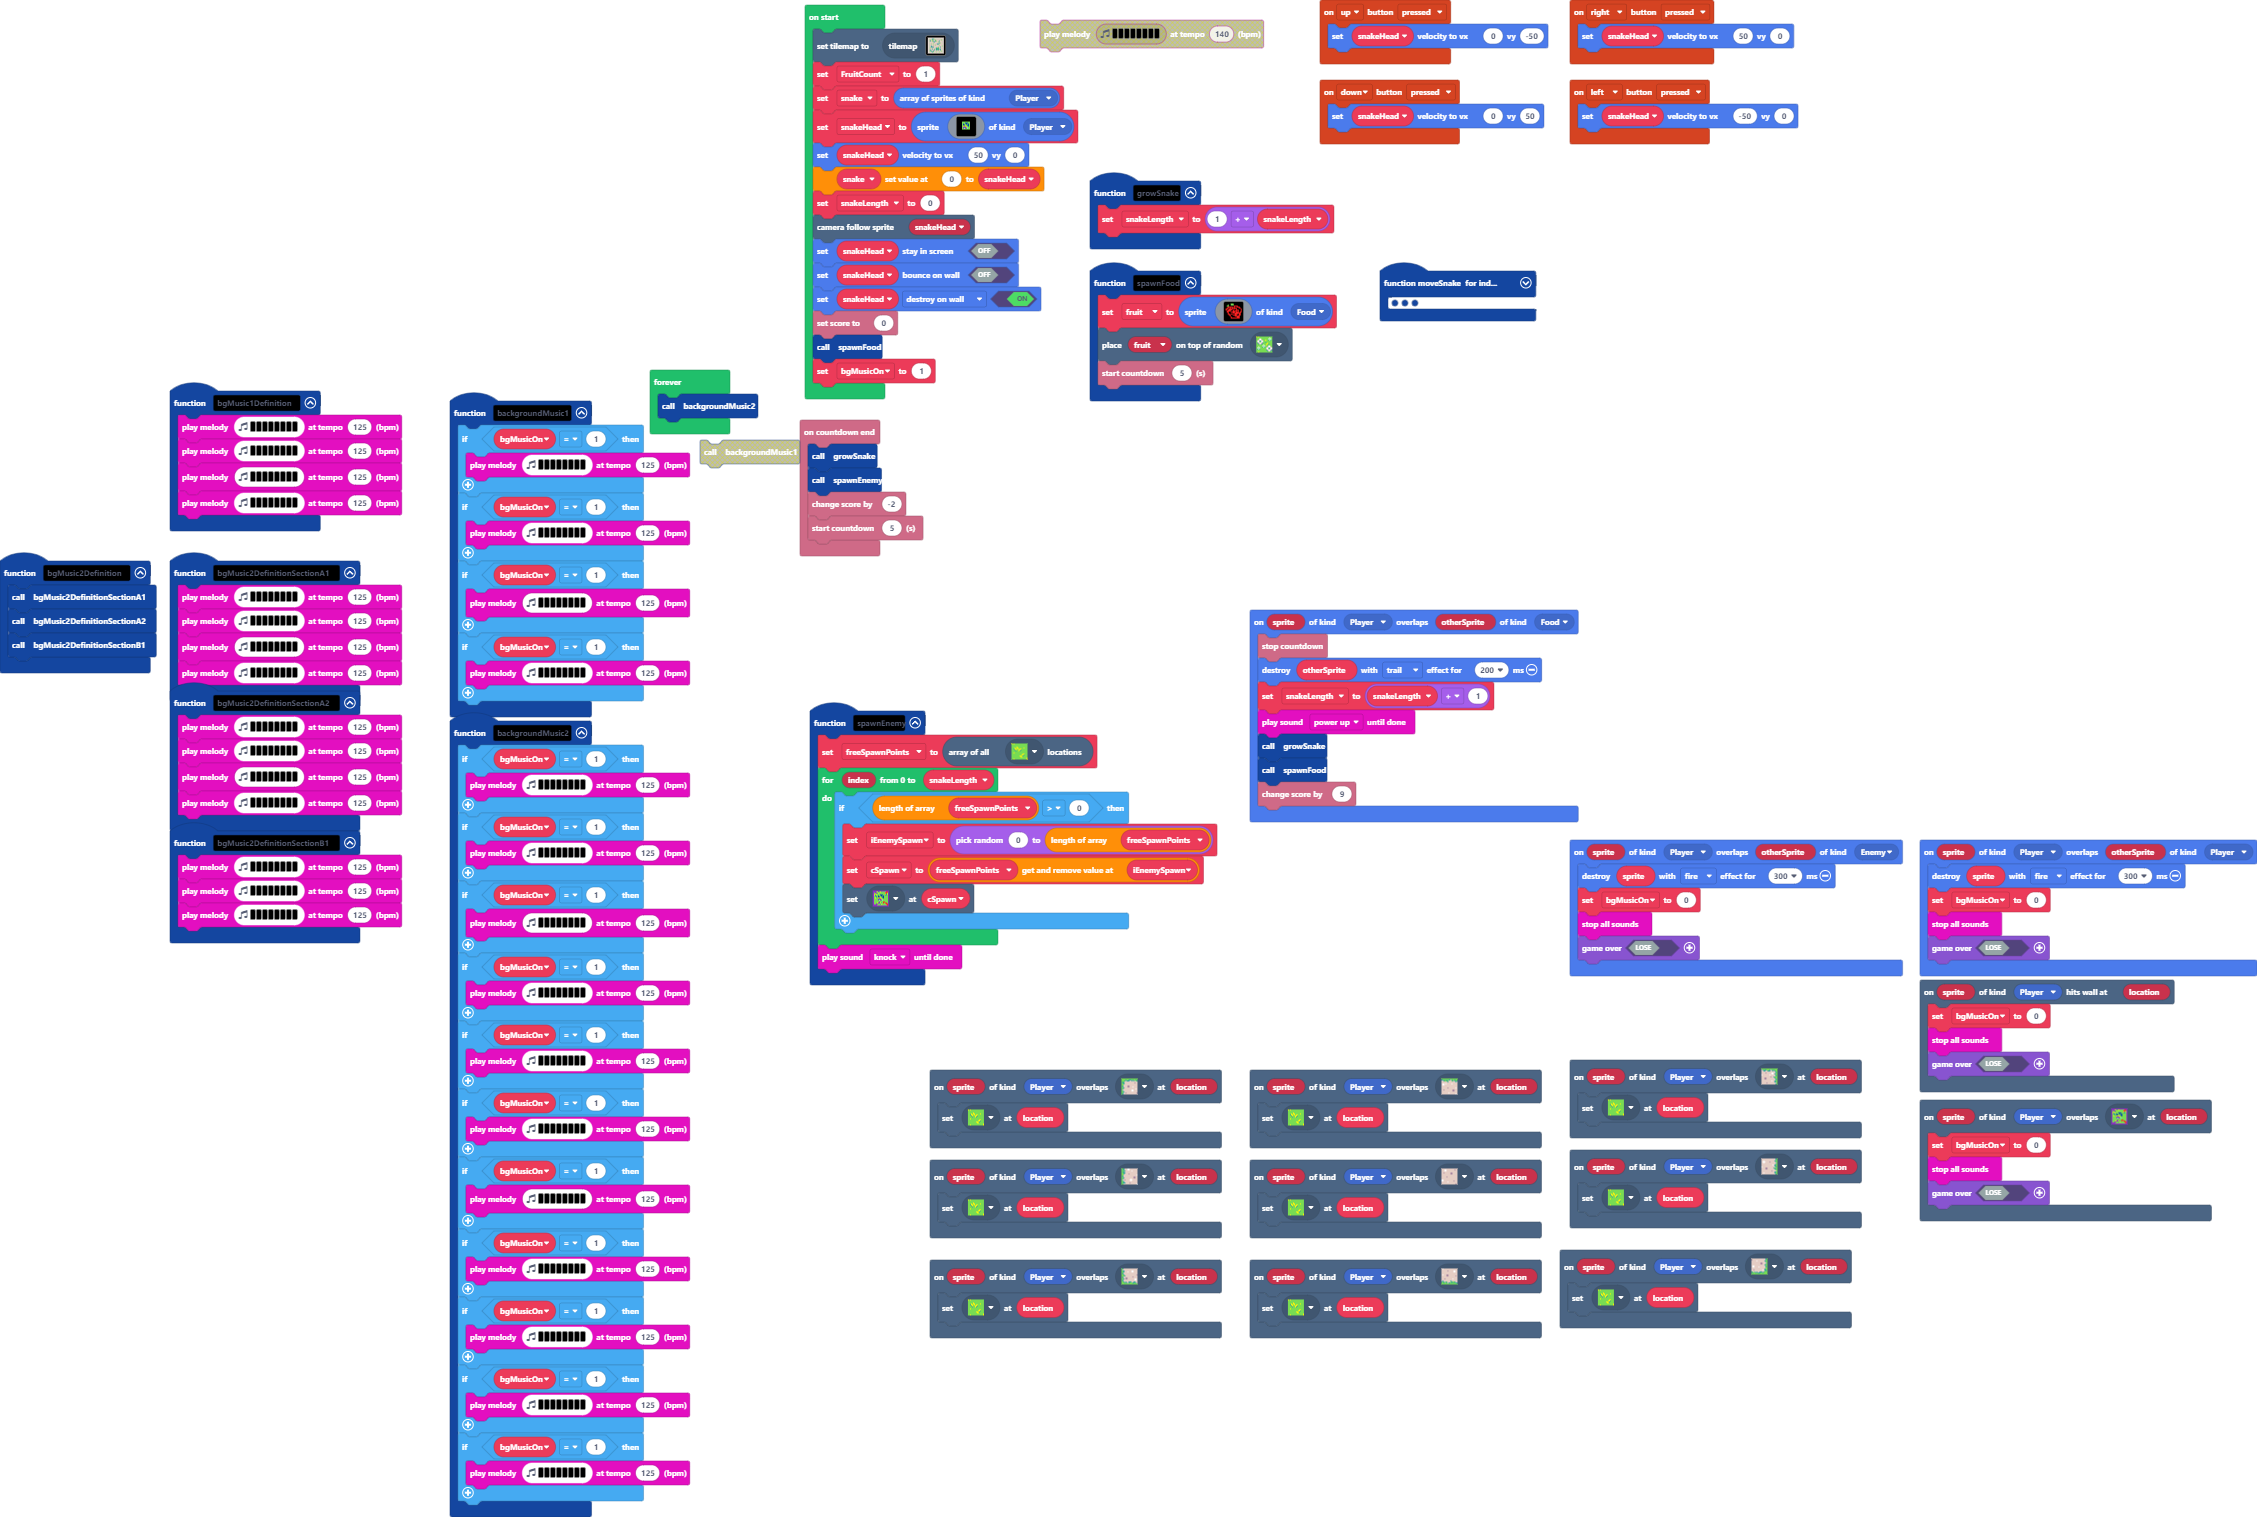 on start
set tilemap to tilemap
set FruitCount to 1
set snake to array of sprites of kind Player
set snakeHead to sprite of kind Player
set snakeHead velocity to vx 50 vy 0
snake set value at 0 to snakeHead
set snakeLength to 0
camera follow sprite snakeHead
set snakeHead stay in screen OFF
set snakeHead bounce on wall OFF
set snakeHead destroy on wall ON
set score to 0
call spawnFood
set bgMusicOn to 1
play melody at tempo 140 (bpm)
on up button pressed
set snakeHead velocity to vx 0 vy -50
on right button pressed
set snakeHead velocity to vx 50 vy 0
on down button pressed
set snakeHead velocity to vx 0 vy 50
on left button pressed
set snakeHead velocity to vx -50 vy 0
function growSnake
set snakeLength to 1 + snakeLength
function spawnFood
set fruit to sprite of kind Food
place fruit on top of random
start countdown 5 (s)
function moveSnake for ind...
forever
call backgroundMusic2
call backgroundMusic1
on countdown end
call growSnake
call spawnEnemy
change score by -2
start countdown 5 (s)
function bgMusic1Definition
play melody at tempo 125 (bpm)
play melody at tempo 125 (bpm)
play melody at tempo 125 (bpm)
play melody at tempo 125 (bpm)
function bgMusic2Definition
call bgMusic2DefinitionSectionA1
call bgMusic2DefinitionSectionA2
call bgMusic2DefinitionSectionB1
function bgMusic2DefinitionSectionA1
play melody at tempo 125 (bpm)
play melody at tempo 125 (bpm)
play melody at tempo 125 (bpm)
play melody at tempo 125 (bpm)
function bgMusic2DefinitionSectionA2
play melody at tempo 125 (bpm)
play melody at tempo 125 (bpm)
play melody at tempo 125 (bpm)
play melody at tempo 125 (bpm)
function bgMusic2DefinitionSectionB1
play melody at tempo 125 (bpm)
play melody at tempo 125 (bpm)
play melody at tempo 125 (bpm)
function backgroundMusic1
if bgMusicOn = 1 then
play melody at tempo 125 (bpm)
if bgMusicOn = 1 then
play melody at tempo 125 (bpm)
if bgMusicOn = 1 then
play melody at tempo 125 (bpm)
if bgMusicOn = 1 then
play melody at tempo 125 (bpm)
function backgroundMusic2
if bgMusicOn = 1 then
play melody at tempo 125 (bpm)
if bgMusicOn = 1 then
play melody at tempo 125 (bpm)
if bgMusicOn = 1 then
play melody at tempo 125 (bpm)
if bgMusicOn = 1 then
play melody at tempo 125 (bpm)
if bgMusicOn = 1 then
play melody at tempo 125 (bpm)
if bgMusicOn = 1 then
play melody at tempo 125 (bpm)
if bgMusicOn = 1 then
play melody at tempo 125 (bpm)
if bgMusicOn = 1 then
play melody at tempo 125 (bpm)
if bgMusicOn = 1 then
play melody at tempo 125 (bpm)
if bgMusicOn = 1 then
play melody at tempo 125 (bpm)
if bgMusicOn = 1 then
play melody at tempo 125 (bpm)
function spawnEnemy
set freeSpawnPoints to array of all locations
for index from 0 to snakeLength
do
if length of array freeSpawnPoints > 0 then
set iEnemySpawn to pick random 0 to length of array freeSpawnPoints
set cSpawn to freeSpawnPoints get and remove value at iEnemySpawn
set at cSpawn
play sound knock until done
on sprite of kind Player overlaps otherSprite of kind Food
stop countdown
destroy otherSprite with trail effect for 200 ms
set snakeLength to snakeLength + 1
play sound power up until done
call growSnake
call spawnFood
change score by 9
on sprite of kind Player overlaps otherSprite of kind Enemy
destroy sprite with fire effect for 300 ms
set bgMusicOn to 0
stop all sounds
game over LOSE
on sprite of kind Player overlaps otherSprite of kind Player
destroy sprite with fire effect for 300 ms
set bgMusicOn to 0
stop all sounds
game over LOSE
on sprite of kind Player hits wall at location
set bgMusicOn to 0
stop all sounds
game over LOSE
on sprite of kind Player overlaps at location
set bgMusicOn to 0
stop all sounds
game over LOSE
on sprite of kind Player overlaps at location
set at location
on sprite of kind Player overlaps at location
set at location
on sprite of kind Player overlaps at location
set at location
on sprite of kind Player overlaps at location
set at location
on sprite of kind Player overlaps at location
set at location
on sprite of kind Player overlaps at location
set at location
on sprite of kind Player overlaps at location
set at location
on sprite of kind Player overlaps at location
set at location
on sprite of kind Player overlaps at location
set at location